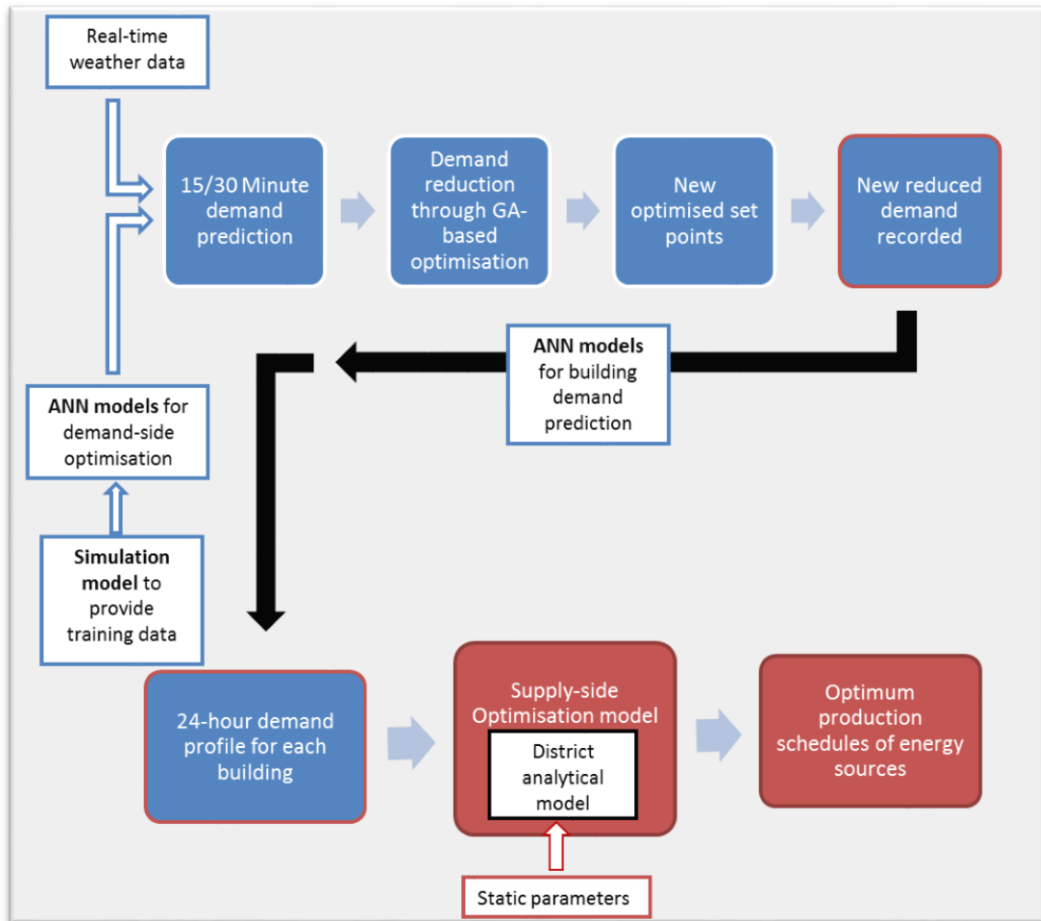 Real-time
weather data
15/30 Minute
demand
prediction
Demand
reduction
through GA-
based
optimisation
New
optimised set
points
New reduced
demand
recorded
ANN models
for building
demand
prediction
ANN models for
demand-side
optimisation
Simulation
model to
provide
training data
24-hour demand
profile for each
building
Supply-side
Optimisation model
District
analytical
model
Optimum
production
schedules of energy
sources
Static parameters